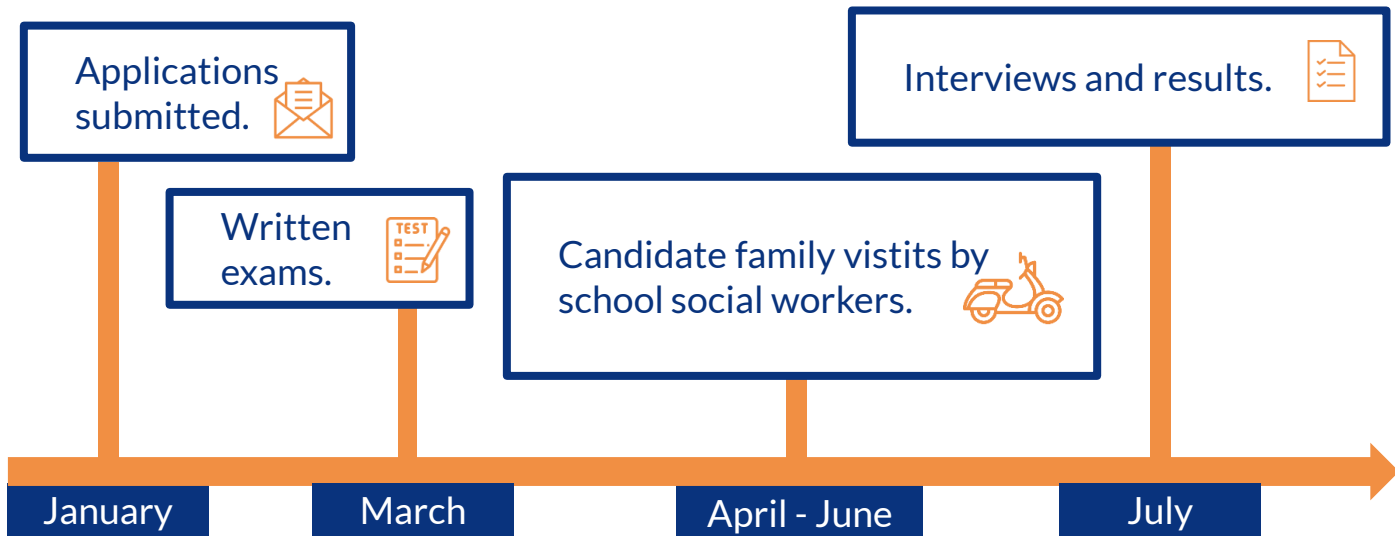 Applications
submitted.
Written
exams.
TEST
Candidate family vistits by
school social workers.
Interviews and results.
January
March
April - June
July